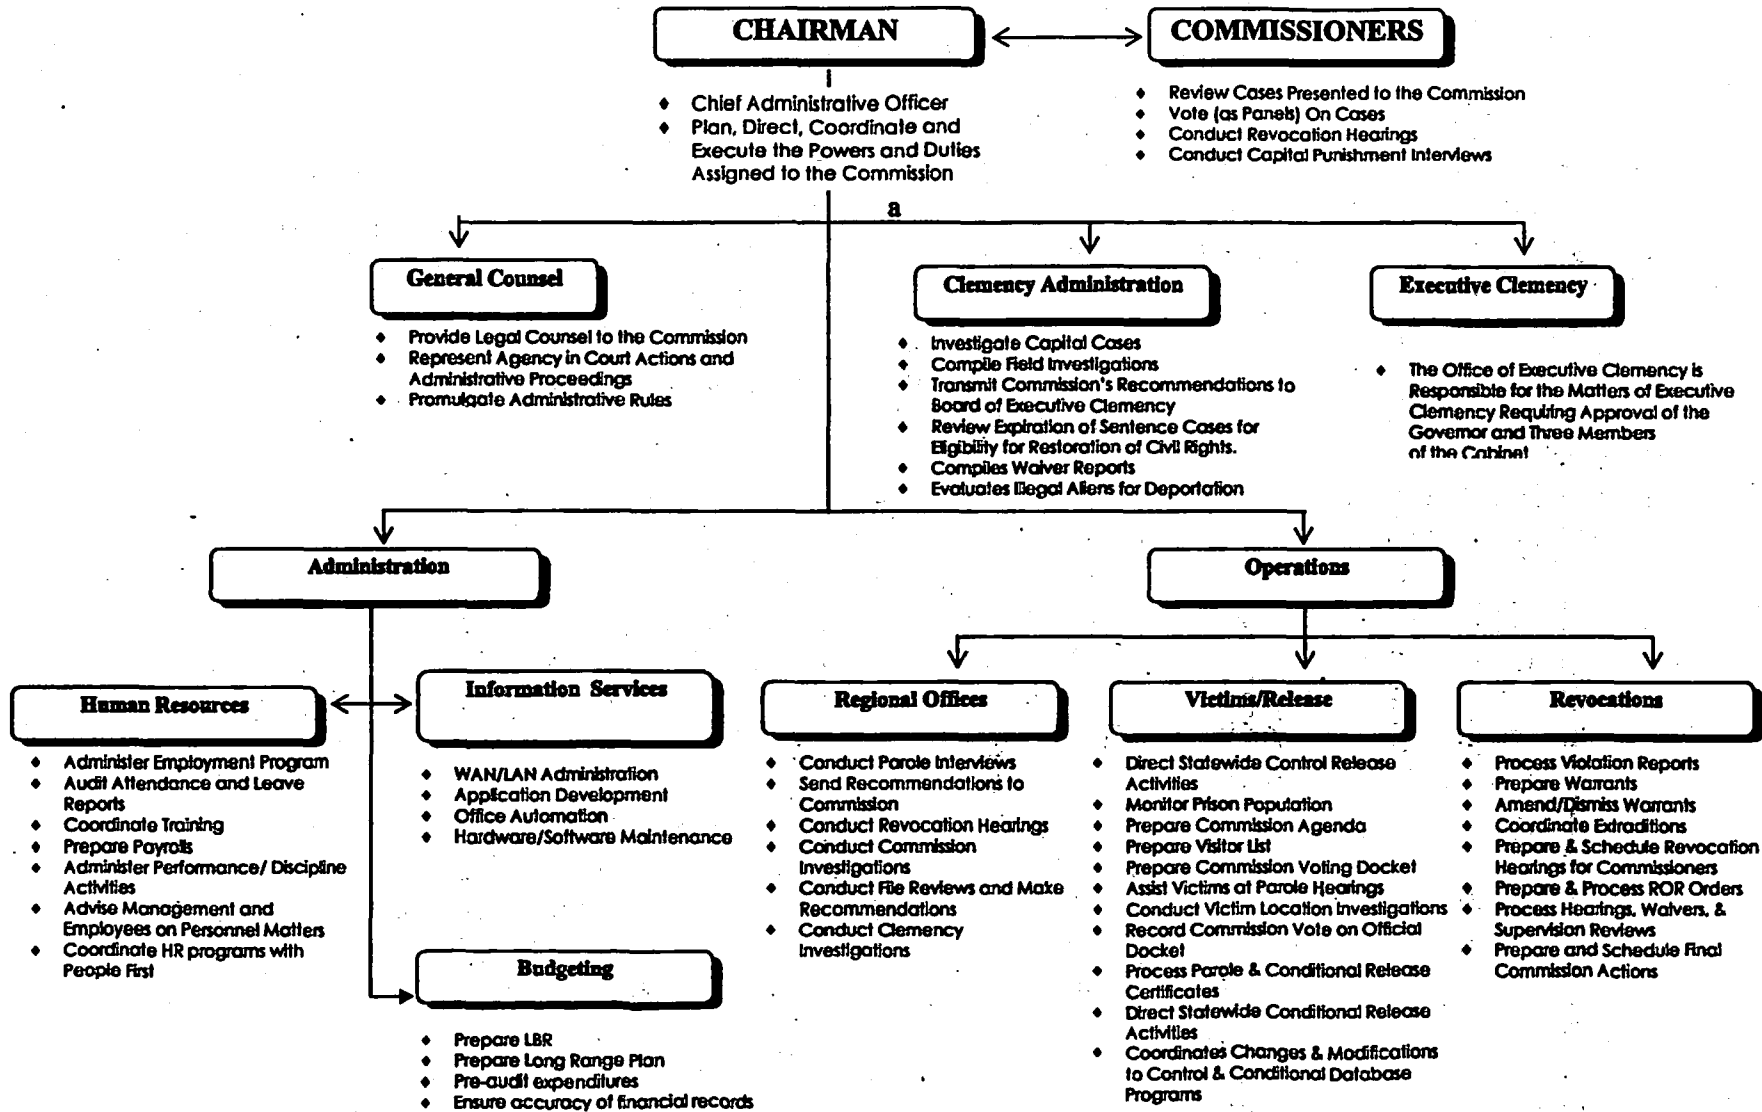 CHAIRMAN
COMMISSIONERS
♦ Chief Administrative Officer
♦ Plan, Direct, Coordinate and
Execute the Powers and Duties
Assigned to the Commission
♦ Review Cases Presented to the Commission
♦ Vote (as Panels) On Cases
♦ Conduct Revocation Hearings
♦ Conduct Capital Punishment Interviews
a
General Counsel
♦ Provide Legal Counsel to the Commission
♦ Represent Agency in Court Actions and
Administrative Proceedings
♦ Promulgate Administrative Rules
Clemency Administration
♦ Investigate Capital Cases
♦ Compile Field Investigations
♦ Transmit Commission's Recommendations to
Board of Executive Clemency
♦ Review Expiration of Sentence Cases for
Eligibility for Restoration of Civil Rights.
♦ Compiles Waiver Reports
♦ Evaluates Illegal Aliens for Deportation
Executive Clemency
♦ The Office of Executive Clemency is
Responsible for the Matters of Executive
Clemency Requiring Approval of the
Governor and Three Members
of the Cabinet
Administration
Operations
Human Resources
♦ Administer Employment Program
♦ Audit Attendance and Leave
Reports
♦ Coordinate Training
♦ Prepare Payrolls
♦ Administer Performance/ Discipline
Activities
♦ Advise Management and
Employees on Personnel Matters
♦ Coordinate HR programs with
People First
Information Services
♦ WAN/LAN Administration
♦ Application Development
♦ Office Automation
♦ Hardware/Software Maintenance
Budgeting
♦ Prepare LBR
♦ Prepare Long Range Plan
♦ Pre-audit expenditures
♦ Ensure accuracy of financial records
Regional Offices
♦ Conduct Parole Interviews
♦ Send Recommendations to
Commission
♦ Conduct Revocation Hearings
♦ Conduct Commission
Investigations
♦ Conduct File Reviews and Make
Recommendations
♦ Conduct Clemency
Investigations
Victims/Release
♦ Direct Statewide Control Release
Activities
♦ Monitor Prison Population
♦ Prepare Commission Agenda
♦ Prepare Visitor List
♦ Prepare Commission Voting Docket
♦ Assist Victims at Parole Hearings
♦ Conduct Victim Location Investigations
♦ Record Commission Vote on Official
Docket
♦ Process Parole & Conditional Release
Certificates
♦ Direct Statewide Conditional Release
Activities
♦ Coordinates Changes & Modifications
to Control & Conditional Database
Programs
Revocations
♦ Process Violation Reports
♦ Prepare Warrants
♦ Amend/Dismiss Warrants
♦ Coordinate Extraditions
♦ Prepare & Schedule Revocation
Hearings for Commissioners
♦ Prepare & Process ROR Orders
♦ Process Hearings, Waivers, &
Supervision Reviews
♦ Prepare and Schedule Final
Commission Actions